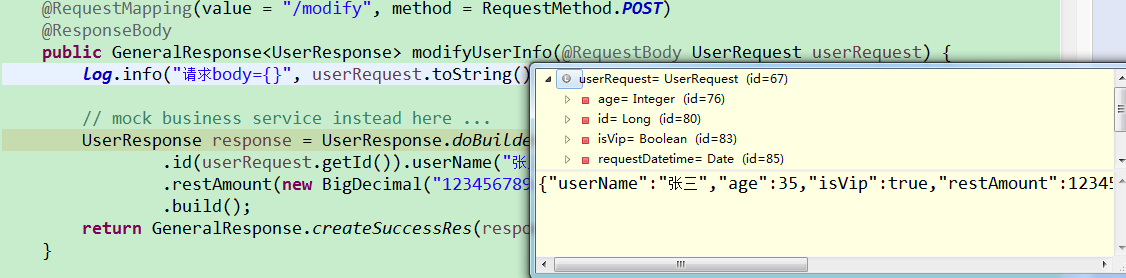 @RequestMapping(value = "/modify", method = RequestMethod.POST)
@ResponseBody
public GeneralResponse<UserResponse> modifyUserInfo(@RequestBody UserRequest userRequest) {
log.info("请求body={}", userRequest.toString()
// mock business service instead here ...
UserResponse response = UserResponse.doBuilde
.id(userRequest.getId()).userName("张
.restAmount(new BigDecimal("123456789
.build();
return GeneralResponse.createSuccessRes(respo
}
userRequest= UserRequest (id=67)
age= Integer (id=76)
id= Long (id=80)
isVip= Boolean (id=83)
requestDatetime= Date (id=85)
{"userName":"张三","age":35,"isVip":true,"restAmount":12345